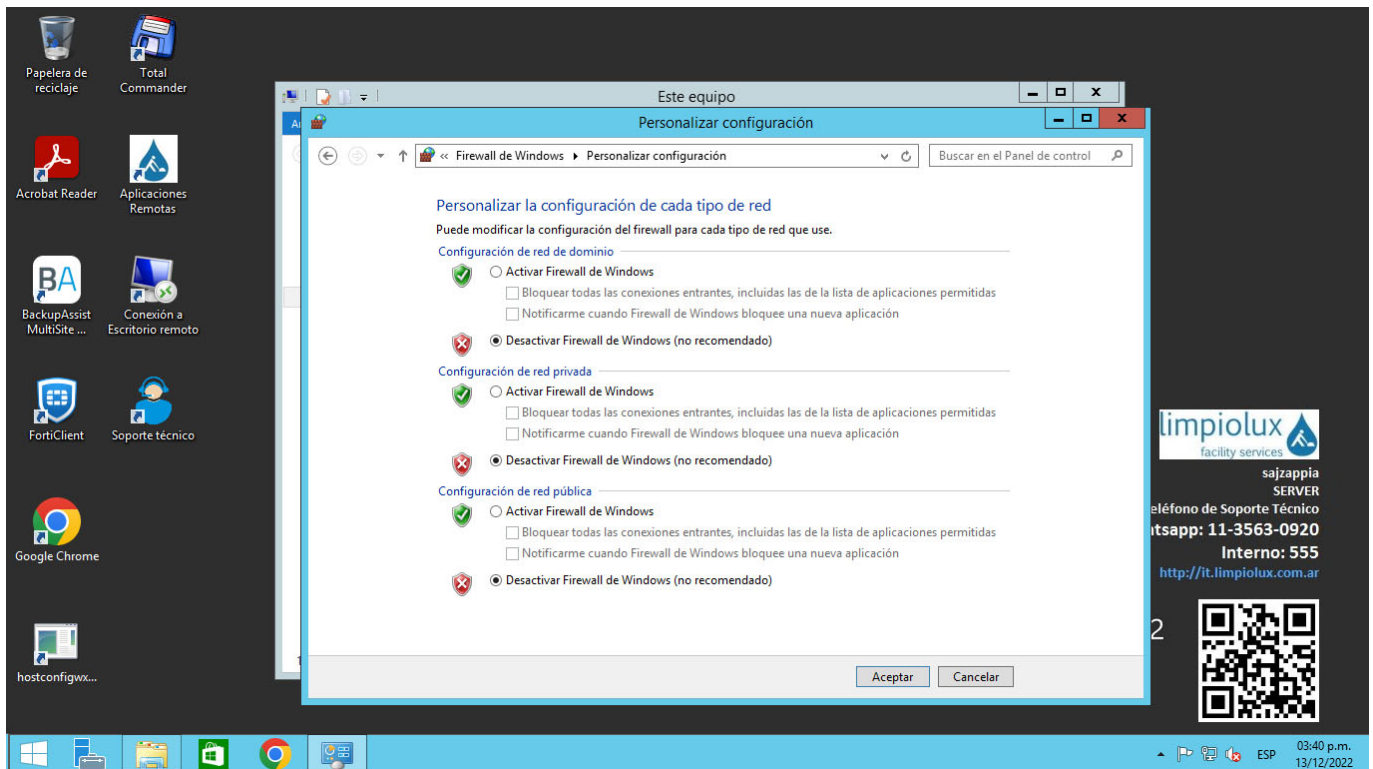 Papelera de
reciclaje
Total
Commander
Acrobat Reader
Aplicaciones
Remotas
BA
BackupAssist
MultiSite ...
Conexión a
Escritorio remoto
FortiClient
Soporte técnico
Google Chrome
hostconfigwx...
Este equipo
Personalizar configuración
« Firewall de Windows Personalizar configuración
Buscar en el Panel de control
Personalizar la configuración de cada tipo de red
Puede modificar la configuración del firewall para cada tipo de red que use.
Configuración de red de dominio
Activar Firewall de Windows
Bloquear todas las conexiones entrantes, incluidas las de la lista de aplicaciones permitidas
Notificarme cuando Firewall de Windows bloquee una nueva aplicación
Desactivar Firewall de Windows (no recomendado)
Configuración de red privada
Activar Firewall de Windows
Bloquear todas las conexiones entrantes, incluidas las de la lista de aplicaciones permitidas
Notificarme cuando Firewall de Windows bloquee una nueva aplicación
Desactivar Firewall de Windows (no recomendado)
Configuración de red pública
Activar Firewall de Windows
Bloquear todas las conexiones entrantes, incluidas las de la lista de aplicaciones permitidas
Notificarme cuando Firewall de Windows bloquee una nueva aplicación
Desactivar Firewall de Windows (no recomendado)
Aceptar Cancelar
limpiolux
facility services
sajzappia
SERVER
eléfono de Soporte Técnico
tsapp: 11-3563-0920
Interno: 555
http://it.limpiolux.com.ar
2
ESP
03:40 p.m.
13/12/2022